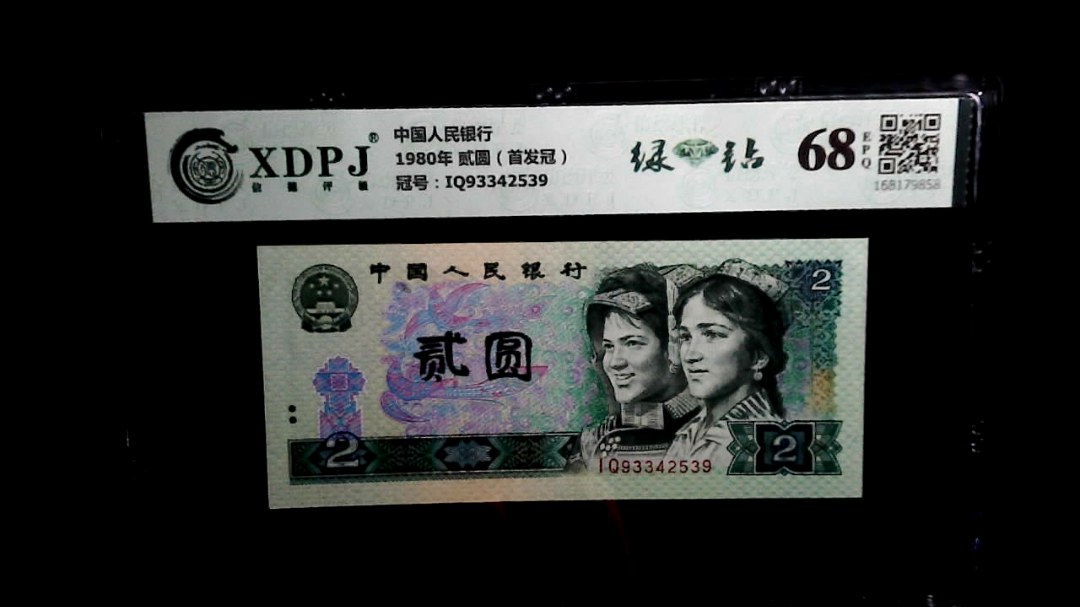 XDPJ®
信德评级
中国人民银行
1980年 贰圆（首发冠）
冠号：IQ93342539
绿 钻
68
EPQ
168179858
中国人民银行
2
贰圆
2
IQ93342539
2